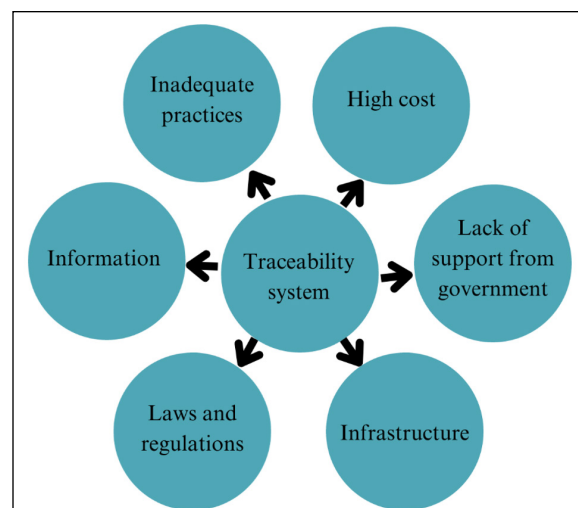 Inadequate
practices
High cost
Information
Traceability
system
Lack of
support from
government
Laws and
regulations
Infrastructure